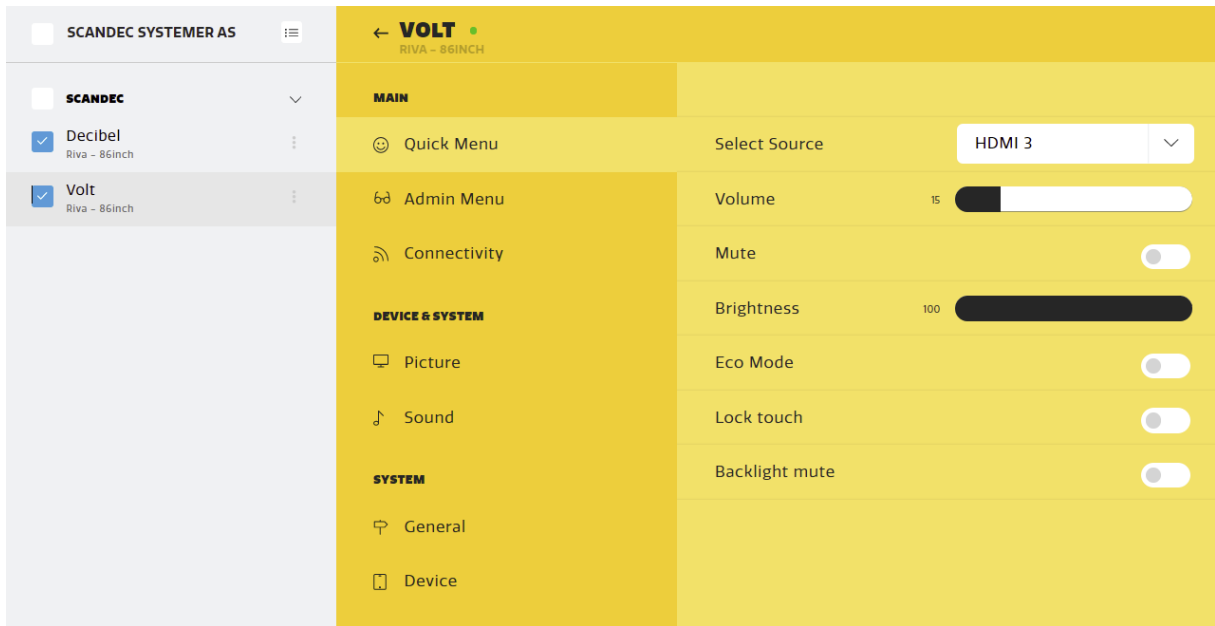 SCANDEC SYSTEMER AS
SCANDEC
Decibel
Riva - 86inch
Volt
Riva - 86inch
VOLT
RIVA - 86INCH
MAIN
Quick Menu
Admin Menu
Connectivity
DEVICE & SYSTEM
Picture
Sound
SYSTEM
General
Device
Select Source HDMI 3
Volume 15
Mute
Brightness 100
Eco Mode
Lock touch
Backlight mute